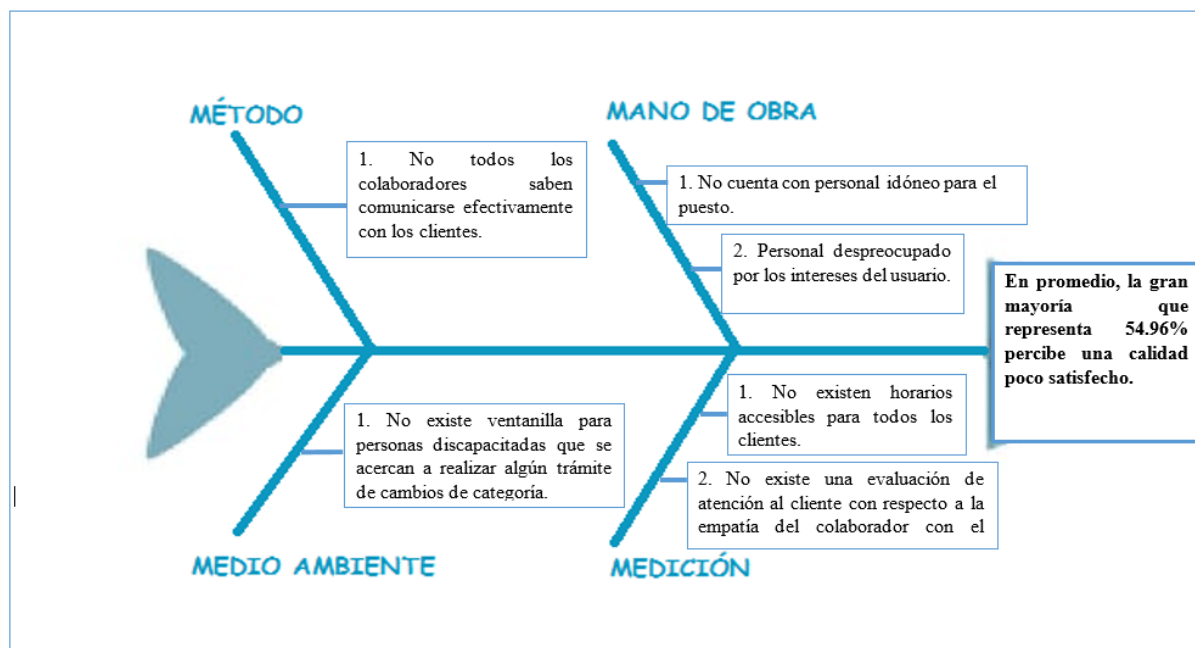 MÉTODO
1. No todos los
colaboradores saben
comunicarse efectivamente
con los clientes.
MANO DE OBRA
1. No cuenta con personal idóneo para el
puesto.
2. Personal despreocupado
por los intereses del usuario.
En promedio, la gran
mayoría que
representa 54.96%
percibe una calidad
poco satisfecho.
1. No existe ventanilla para
personas discapacitadas que se
acercan a realizar algún trámite
de cambios de categoría.
MEDIO AMBIENTE
1. No existen horarios
accesibles para todos los
clientes.
2. No existe una evaluación de
atención al cliente con respecto a la
empatía del colaborador con el
MEDICIÓN